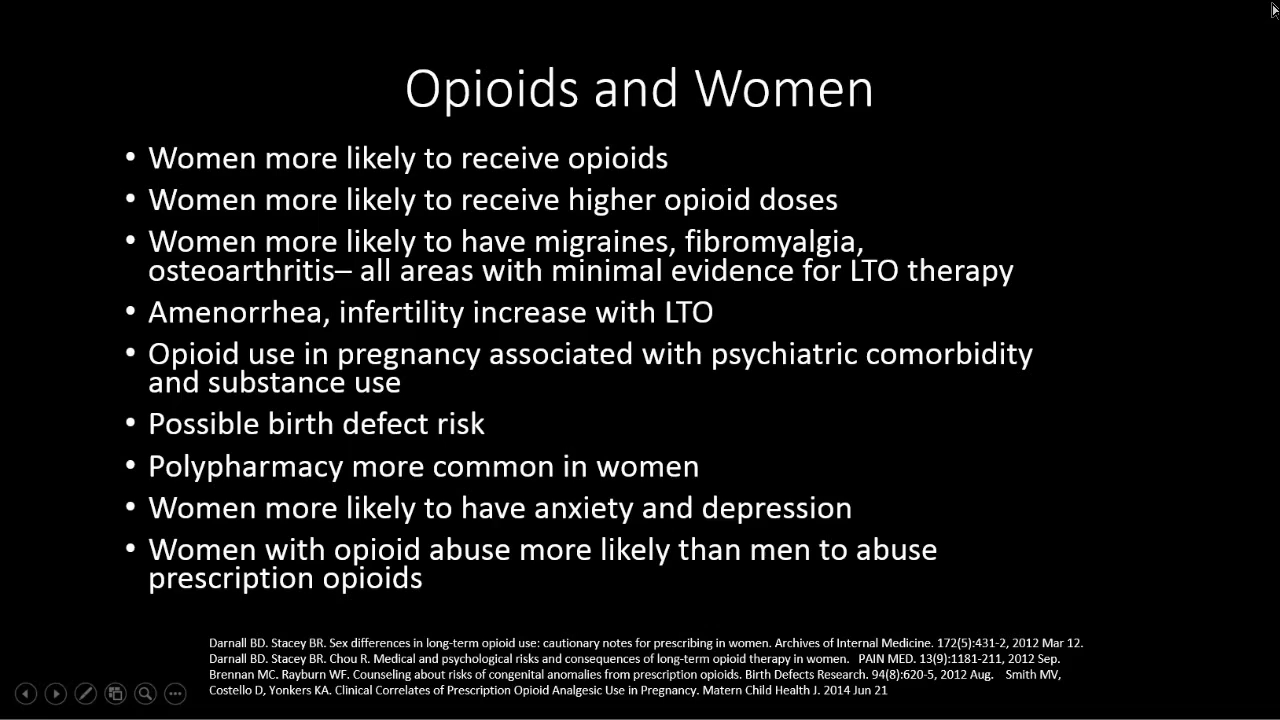 Opioids and Women
• Women more likely to receive opioids
• Women more likely to receive higher opioid doses
• Women more likely to have migraines, fibromyalgia,
osteoarthritis– all areas with minimal evidence for LTO therapy
• Amenorrhea, infertility increase with LTO
• Opioid use in pregnancy associated with psychiatric comorbidity
and substance use
• Possible birth defect risk
• Polypharmacy more common in women
• Women more likely to have anxiety and depression
• Women with opioid abuse more likely than men to abuse
prescription opioids
Darnall BD. Stacey BR. Sex differences in long-term opioid use: cautionary notes for prescribing in women. Archives of Internal Medicine. 172(5):431-2, 2012 Mar 12.
Darnall BD. Stacey BR. Chou R. Medical and psychological risks and consequences of long-term opioid therapy in women. PAIN MED. 13(9):1181-211, 2012 Sep.
Brennan MC. Rayburn WF. Counseling about risks of congenital anomalies from prescription opioids. Birth Defects Research. 94(8):620-5, 2012 Aug. Smith MV,
Costello D, Yonkers KA. Clinical Correlates of Prescription Opioid Analgesic Use in Pregnancy. Matern Child Health J. 2014 Jun 21